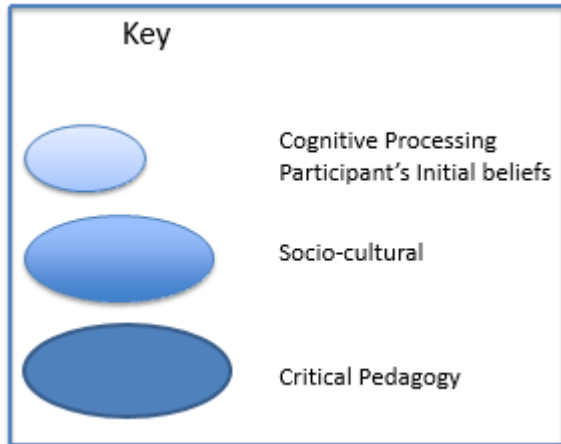 Key
Cognitive Processing
Participant's Initial beliefs
Socio-cultural
Critical Pedagogy